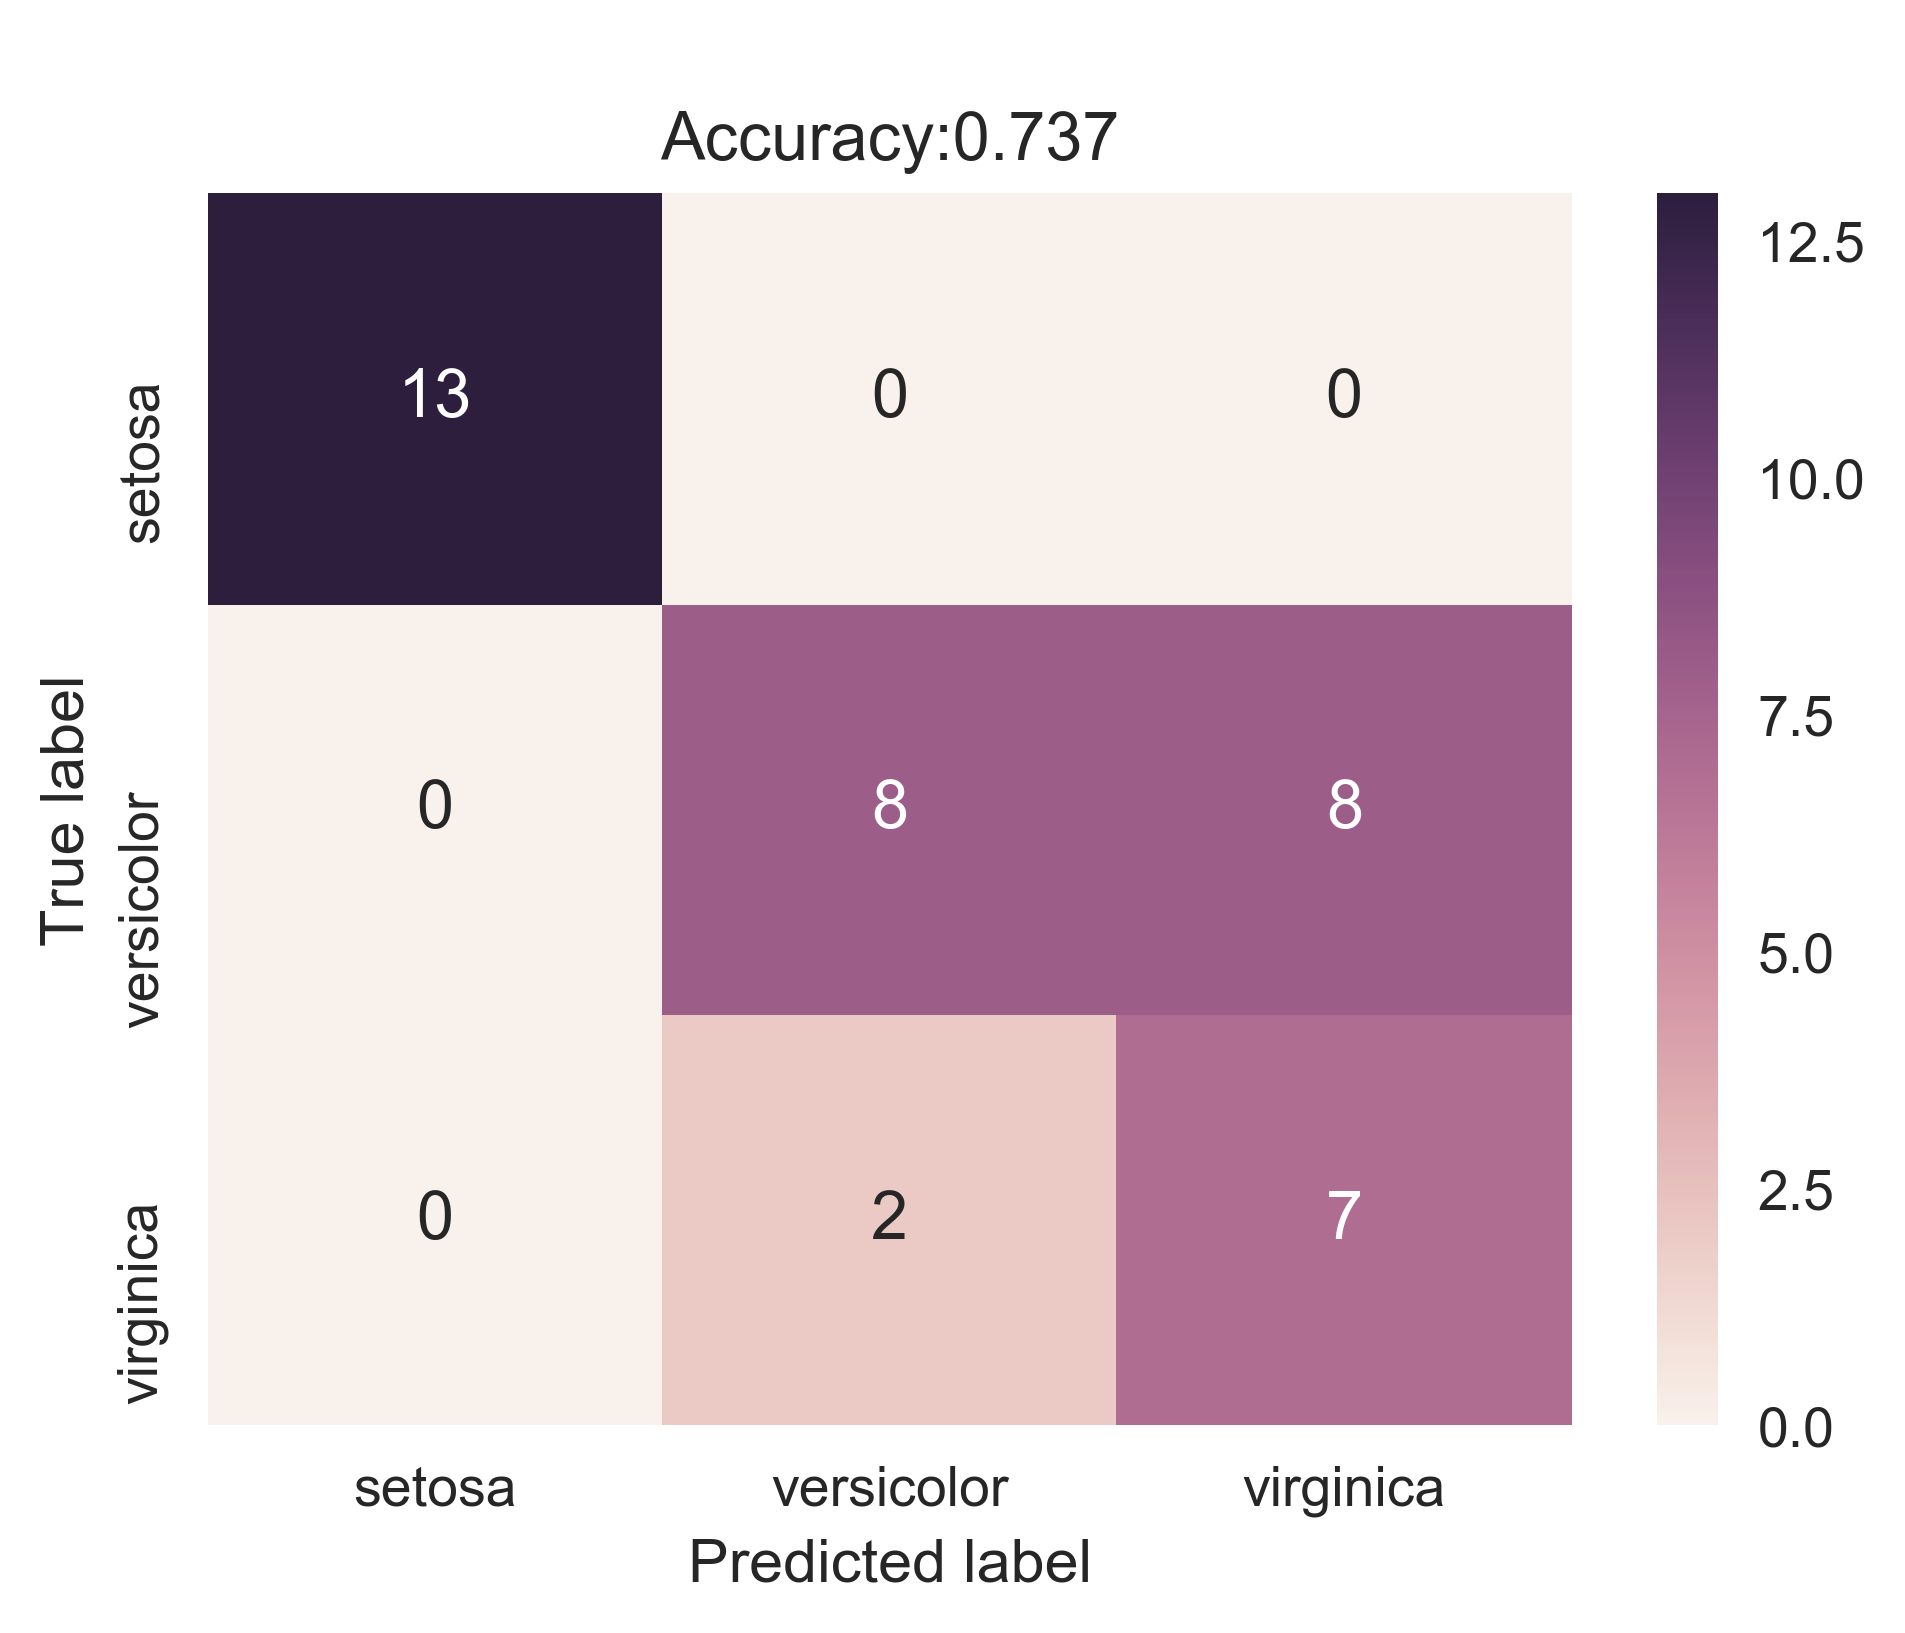 Accuracy:0.737
True label
setosa
13 0 0
versicolor
0 8 8
virginica
0 2 7
setosa versicolor virginica
Predicted label
12.5
10.0
7.5
5.0
2.5
0.0